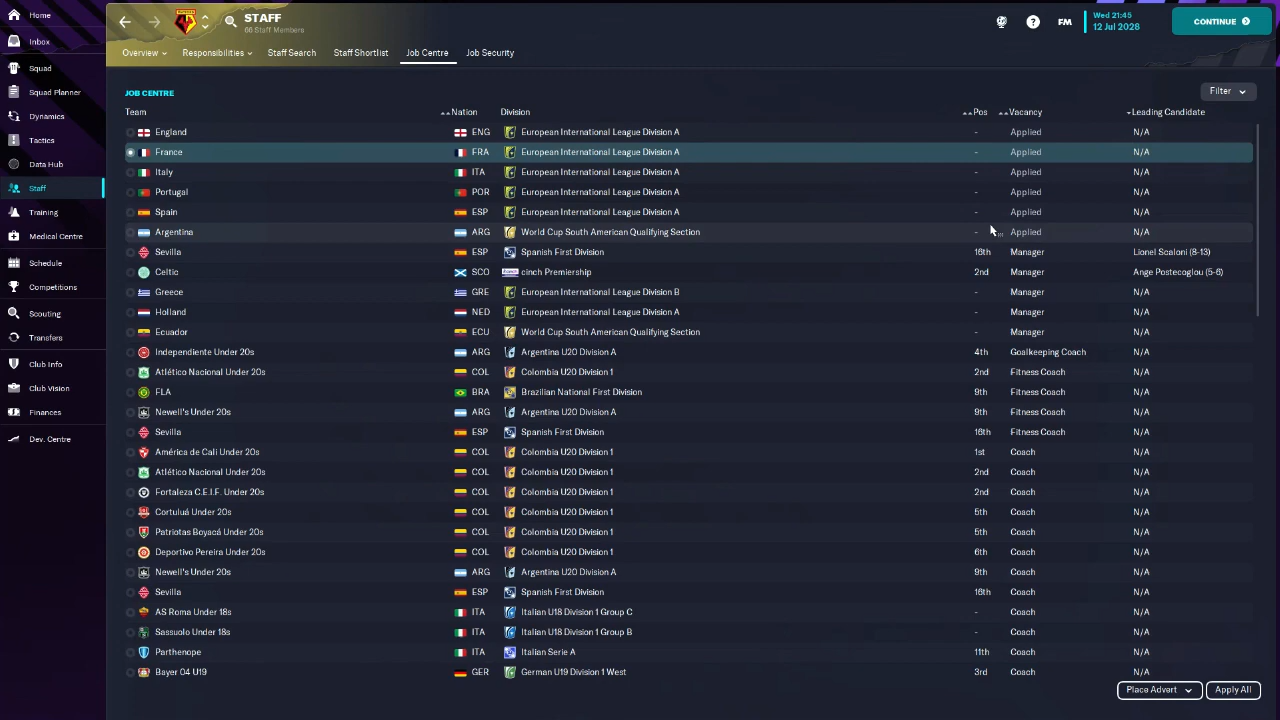 Home
STAFF
66 Staff Members
FM
Wed 21:45
12 Jul 2028
CONTINUE
Inbox
Overview Responsibilities Staff Search Staff Shortlist Job Centre Job Security
Squad
Squad Planner
Dynamics
Tactics
Data Hub
Staff
Training
Medical Centre
Schedule
Competitions
Scouting
Transfers
Club Info
Club Vision
Finances
Dev. Centre
JOB CENTRE
Filter
Team Nation Division Pos Vacancy Leading Candidate
England ENG European International League Division A - Applied N/A
France FRA European International League Division A - Applied N/A
Italy ITA European International League Division A - Applied N/A
Portugal POR European International League Division A - Applied N/A
Spain ESP European International League Division A - Applied N/A
Argentina ARG World Cup South American Qualifying Section - Applied N/A
Sevilla ESP Spanish First Division 16th Manager Lionel Scaloni (8-13)
Celtic SCO cinch Premiership 2nd Manager Ange Postecoglou (5-6)
Greece GRE European International League Division B - Manager N/A
Holland NED European International League Division A - Manager N/A
Ecuador ECU World Cup South American Qualifying Section - Manager N/A
Independiente Under 20s ARG Argentina U20 Division A 4th Goalkeeping Coach N/A
Atlético Nacional Under 20s COL Colombia U20 Division 1 2nd Fitness Coach N/A
FLA BRA Brazilian National First Division 9th Fitness Coach N/A
Newell's Under 20s ARG Argentina U20 Division A 9th Fitness Coach N/A
Sevilla ESP Spanish First Division 16th Fitness Coach N/A
América de Cali Under 20s COL Colombia U20 Division 1 1st Coach N/A
Atlético Nacional Under 20s COL Colombia U20 Division 1 2nd Coach N/A
Fortaleza C.E.I.F. Under 20s COL Colombia U20 Division 1 2nd Coach N/A
Cortuluá Under 20s COL Colombia U20 Division 1 5th Coach N/A
Patriotas Boyacá Under 20s COL Colombia U20 Division 1 5th Coach N/A
Deportivo Pereira Under 20s COL Colombia U20 Division 1 6th Coach N/A
Newell's Under 20s ARG Argentina U20 Division A 9th Coach N/A
Sevilla ESP Spanish First Division 16th Coach N/A
AS Roma Under 18s ITA Italian U18 Division 1 Group C - Coach N/A
Sassuolo Under 18s ITA Italian U18 Division 1 Group B - Coach N/A
Parthenope ITA Italian Serie A 11th Coach N/A
Bayer 04 U19 GER German U19 Division 1 West 3rd Coach N/A
Place Advert Apply All